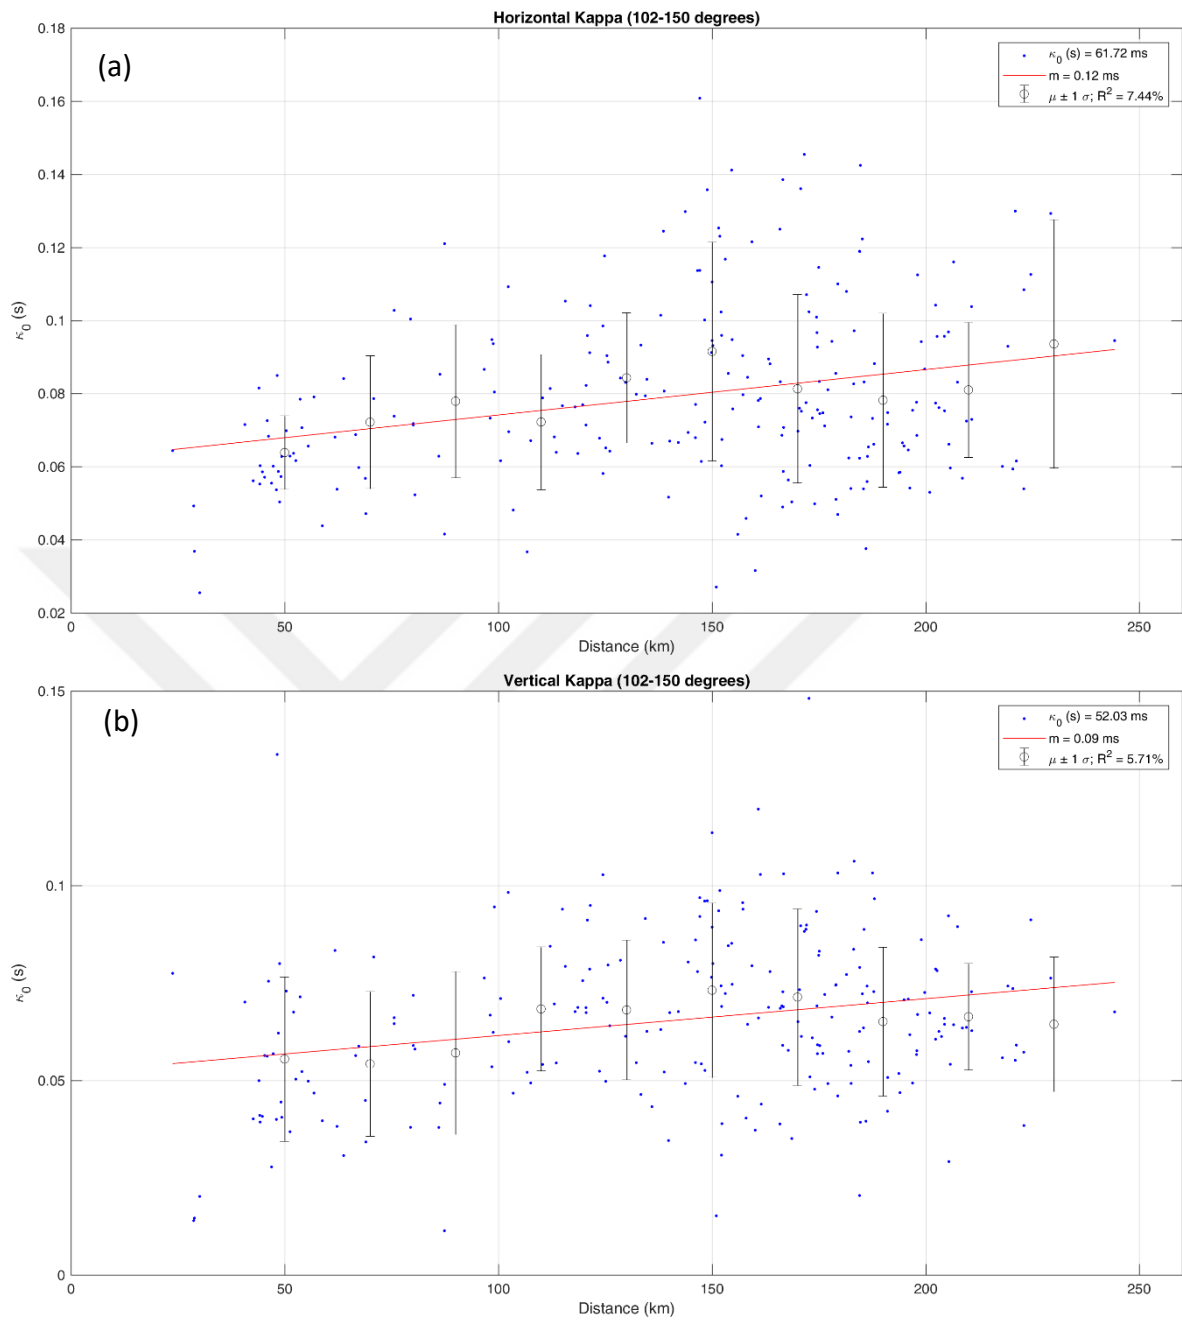 Horizontal Kappa (102-150 degrees)
(a)
κ₀ (s) = 61.72 ms
m = 0.12 ms
μ ± 1 σ; R² = 7.44%
0.18
0.16
0.14
0.12
0.1
0.08
0.06
0.04
0.02
κ₀ (s)
0 50 100 150 200 250
Distance (km)
Vertical Kappa (102-150 degrees)
(b)
κ₀ (s) = 52.03 ms
m = 0.09 ms
μ ± 1 σ; R² = 5.71%
0.15
0.1
0.05
0
κ₀ (s)
0 50 100 150 200 250
Distance (km)